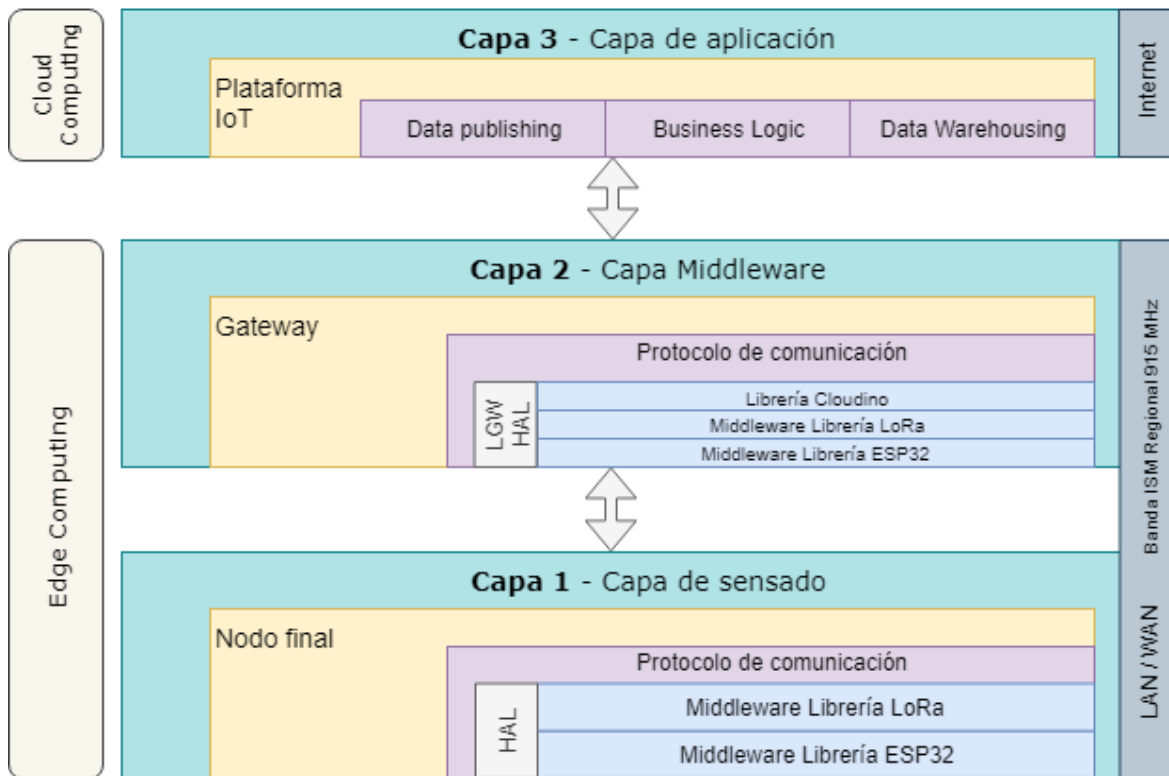 Cloud
Computing
Capa 3 - Capa de aplicación
Plataforma
IoT
Data publishing
Business Logic
Data Warehousing
Internet
Edge Computing
Capa 2 - Capa Middleware
Gateway
Protocolo de comunicación
LGW
HAL
Librería Cloudino
Middleware Librería LoRa
Middleware Librería ESP32
Banda ISM Regional 915 MHz
Capa 1 - Capa de sensado
Nodo final
Protocolo de comunicación
HAL
Middleware Librería LoRa
Middleware Librería ESP32
LAN / WAN